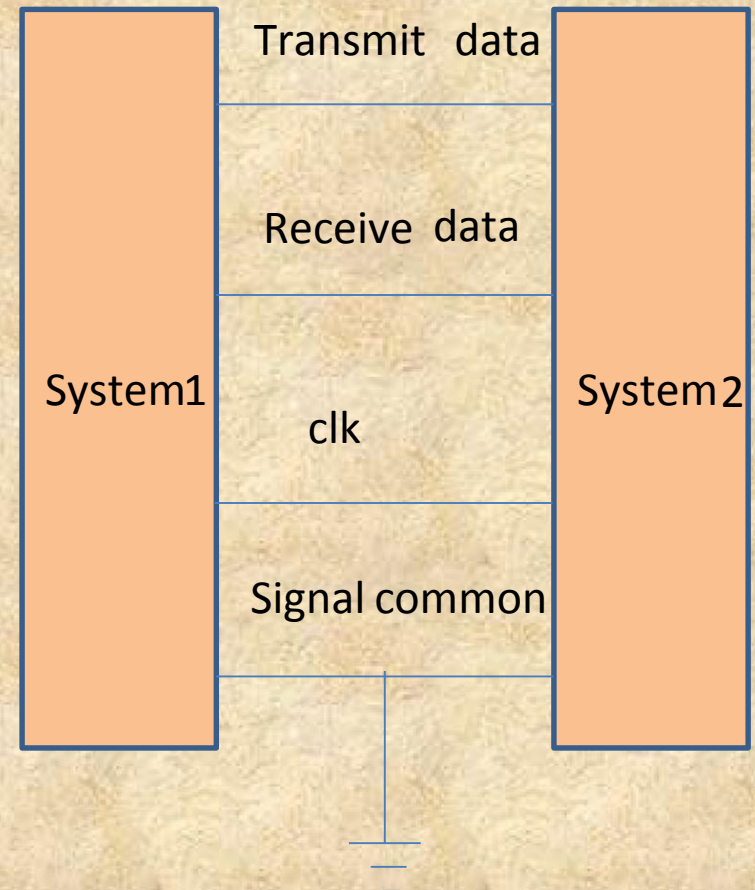 Transmit data
Receive data
System1
System2
clk
Signal common